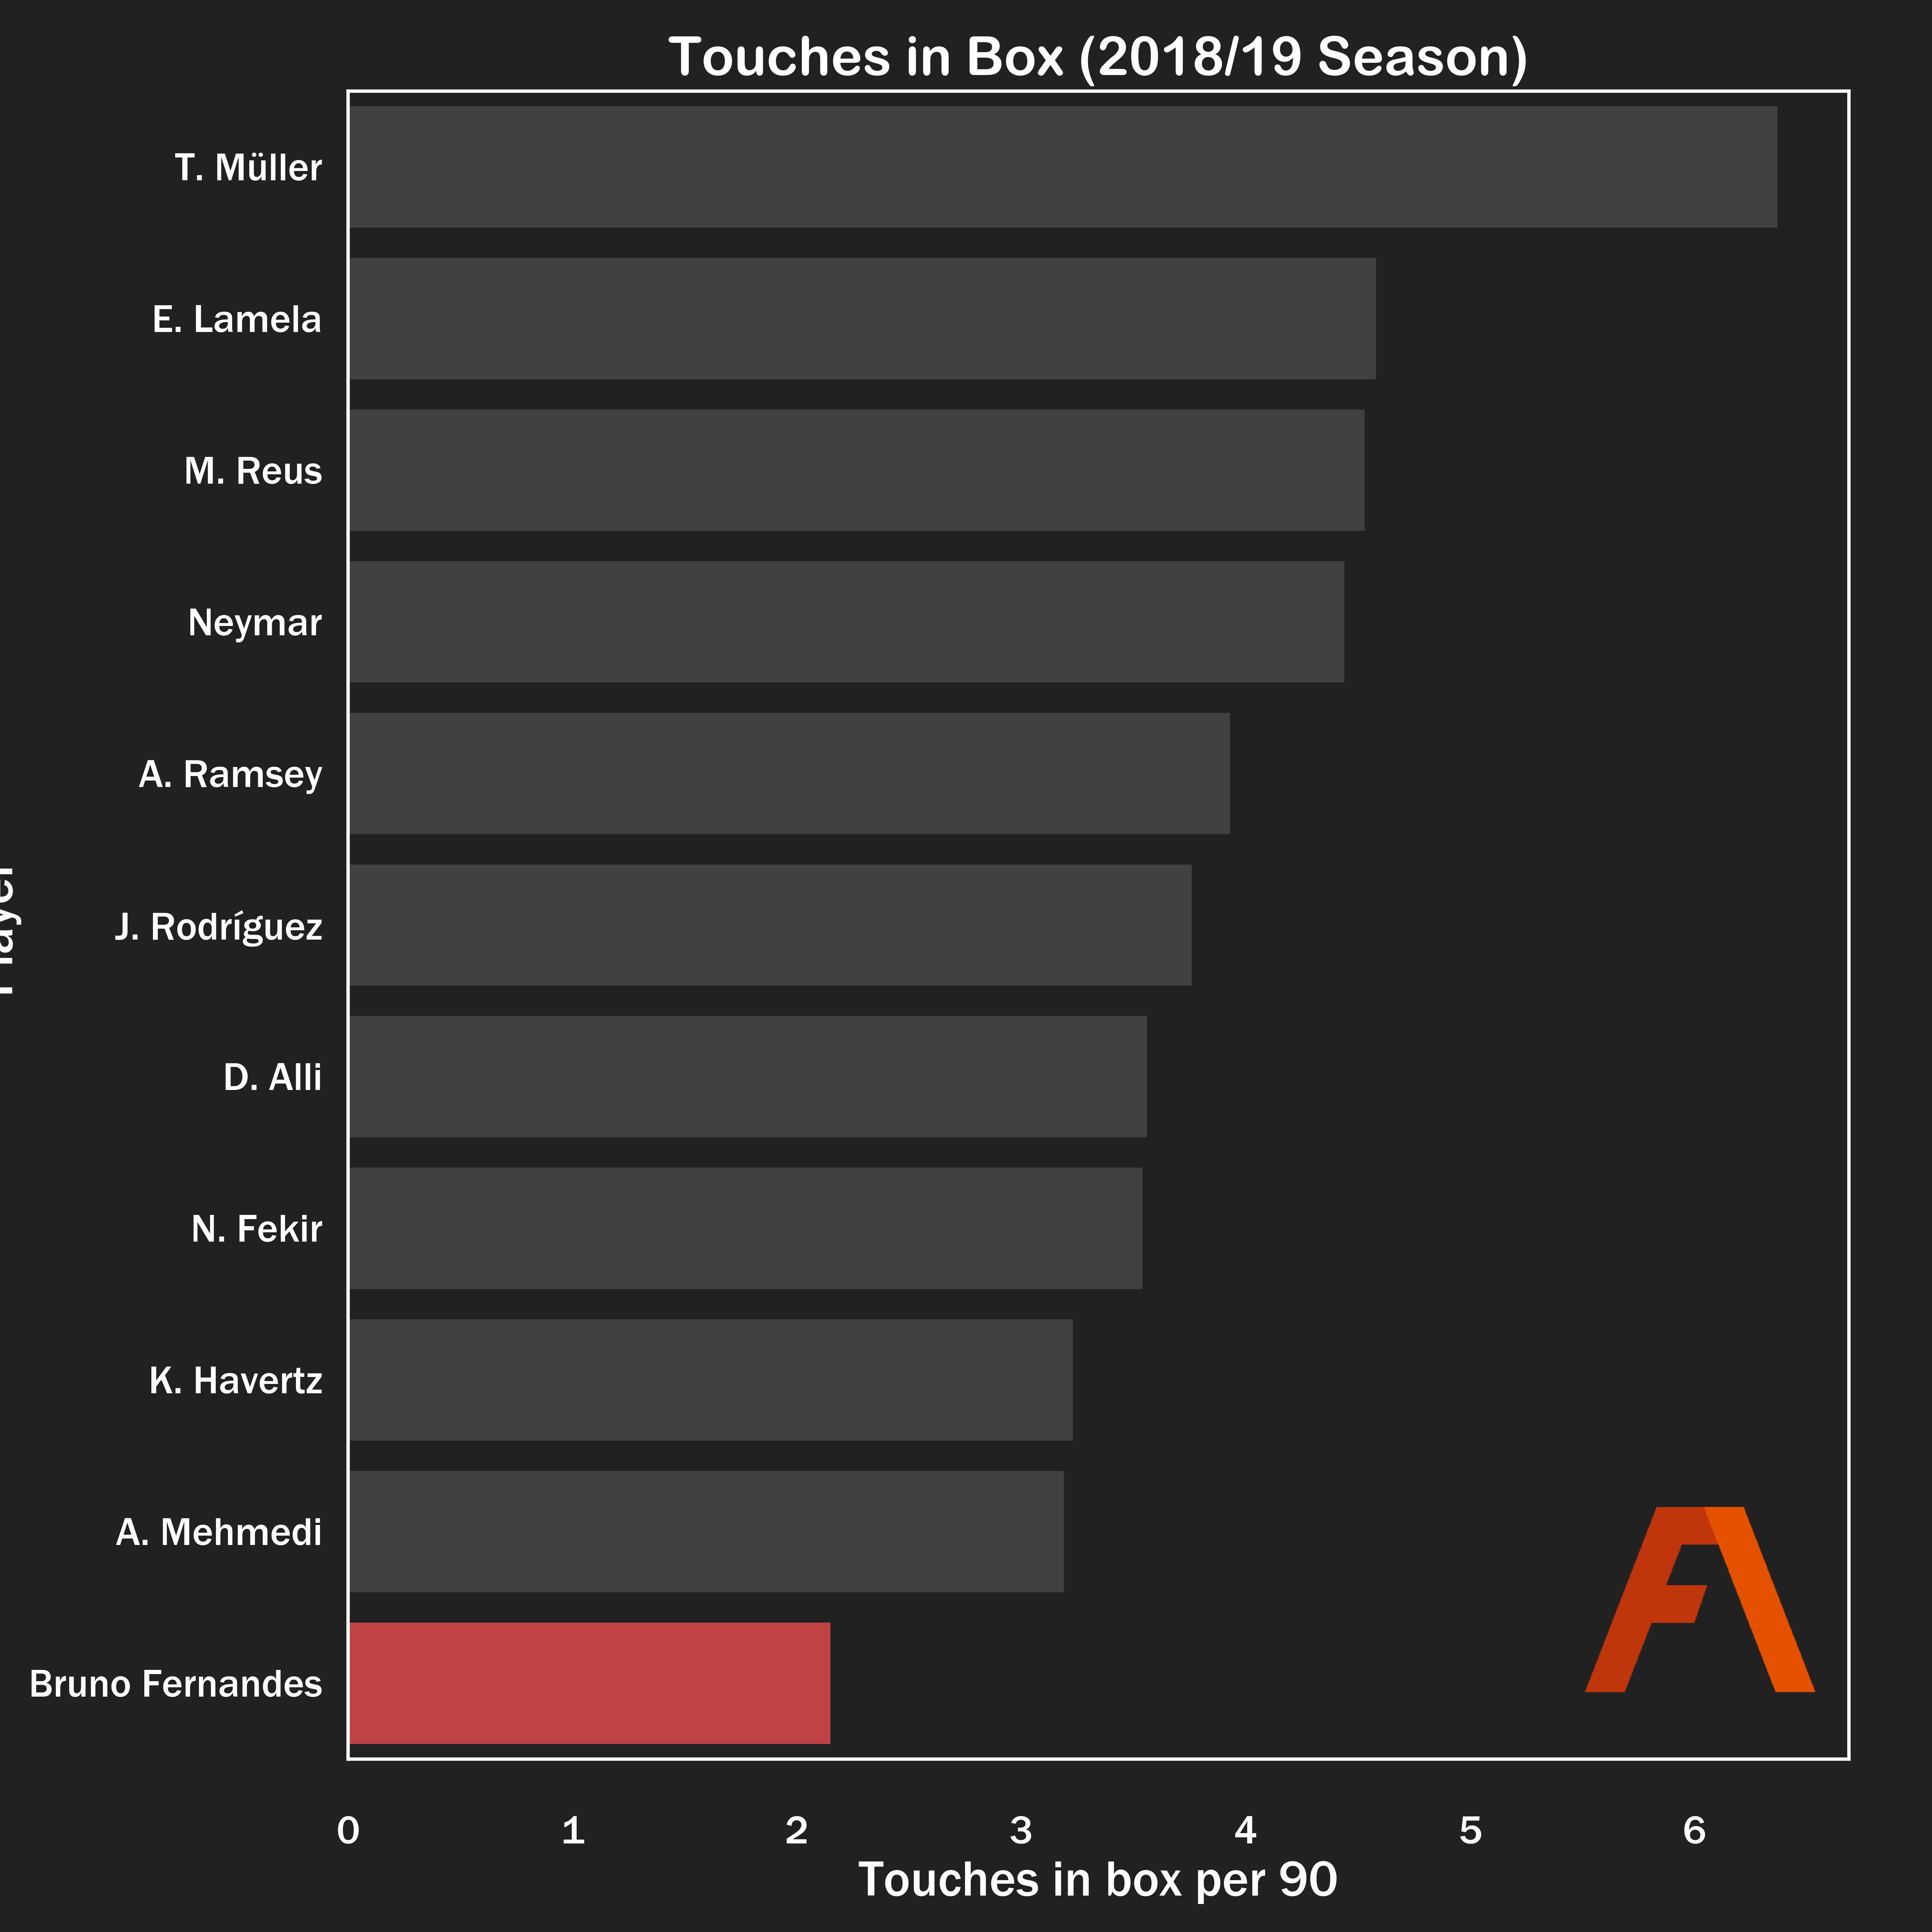 Touches in Box (2018/19 Season)
T. Müller
E. Lamela
M. Reus
Neymar
A. Ramsey
J. Rodríguez
D. Alli
N. Fekir
K. Havertz
A. Mehmedi
Bruno Fernandes
0 1 2 3 4 5 6
Touches in box per 90